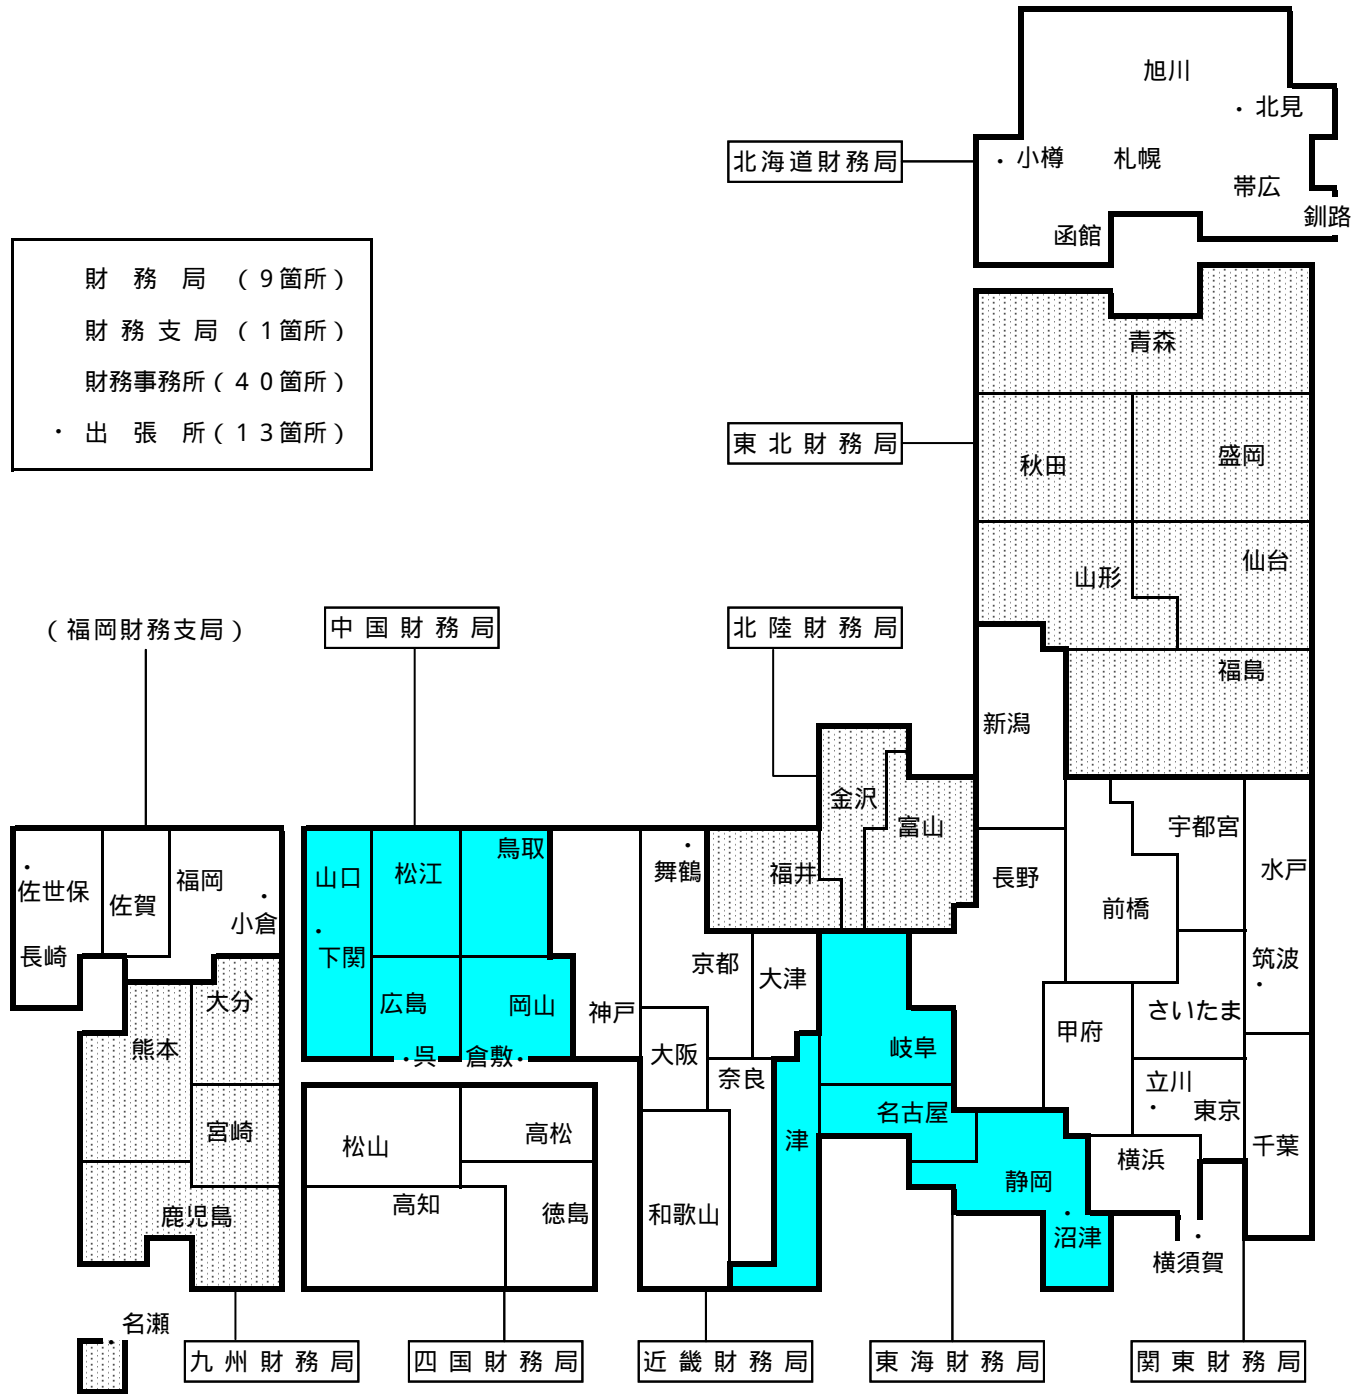 旭川
・北見
北海道財務局
・小樽
札幌
帯広
釧路
函館
財務局(9箇所)
財務支局(1箇所)
財務事務所(40箇所)
・出張所(13箇所)
青森
東北財務局
秋田
盛岡
山形
仙台
福島
(福岡財務支局)
中国財務局
北陸財務局
新潟
金沢
富山
福井
宇都宮
水戸
長野
前橋
筑波
・
さいたま
甲府
立川
・
東京
千葉
横浜
・
横須賀
・
佐世保
佐賀
福岡
・
小倉
長崎
大分
熊本
宮崎
鹿児島
・名瀬
山口
松江
鳥取
・
下関
広島
岡山
・呉
倉敷・
・
舞鶴
京都
大津
神戸
大阪
奈良
和歌山
岐阜
名古屋
津
静岡
・
沼津
松山
高松
高知
徳島
九州財務局
四国財務局
近畿財務局
東海財務局
関東財務局